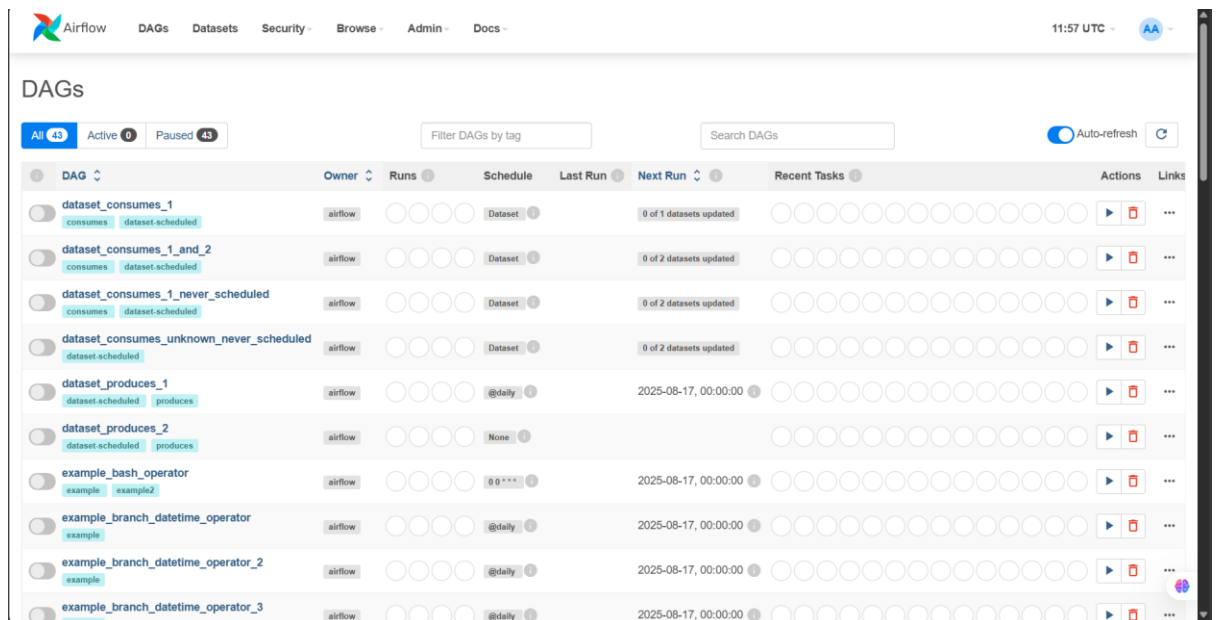 Airflow DAGs Datasets Security Browse Admin Docs 11:57 UTC AA
DAGs
All 43 Active 0 Paused 43 Filter DAGs by tag Search DAGs Auto-refresh
DAG Owner Runs Schedule Last Run Next Run Recent Tasks Actions Links
dataset_consumes_1 airflow Dataset 0 of 1 datasets updated
consumes dataset-scheduled
dataset_consumes_1_and_2 airflow Dataset 0 of 2 datasets updated
consumes dataset-scheduled
dataset_consumes_1_never_scheduled airflow Dataset 0 of 2 datasets updated
consumes dataset-scheduled
dataset_consumes_unknown_never_scheduled airflow Dataset 0 of 2 datasets updated
dataset-scheduled
dataset_produces_1 airflow @daily 2025-08-17, 00:00:00
dataset-scheduled produces
dataset_produces_2 airflow None
dataset-scheduled produces
example_bash_operator airflow 0 0 * * * 2025-08-17, 00:00:00
example example2
example_branch_datetime_operator airflow @daily 2025-08-17, 00:00:00
example
example_branch_datetime_operator_2 airflow @daily 2025-08-17, 00:00:00
example
example_branch_datetime_operator_3 airflow @daily 2025-08-17, 00:00:00